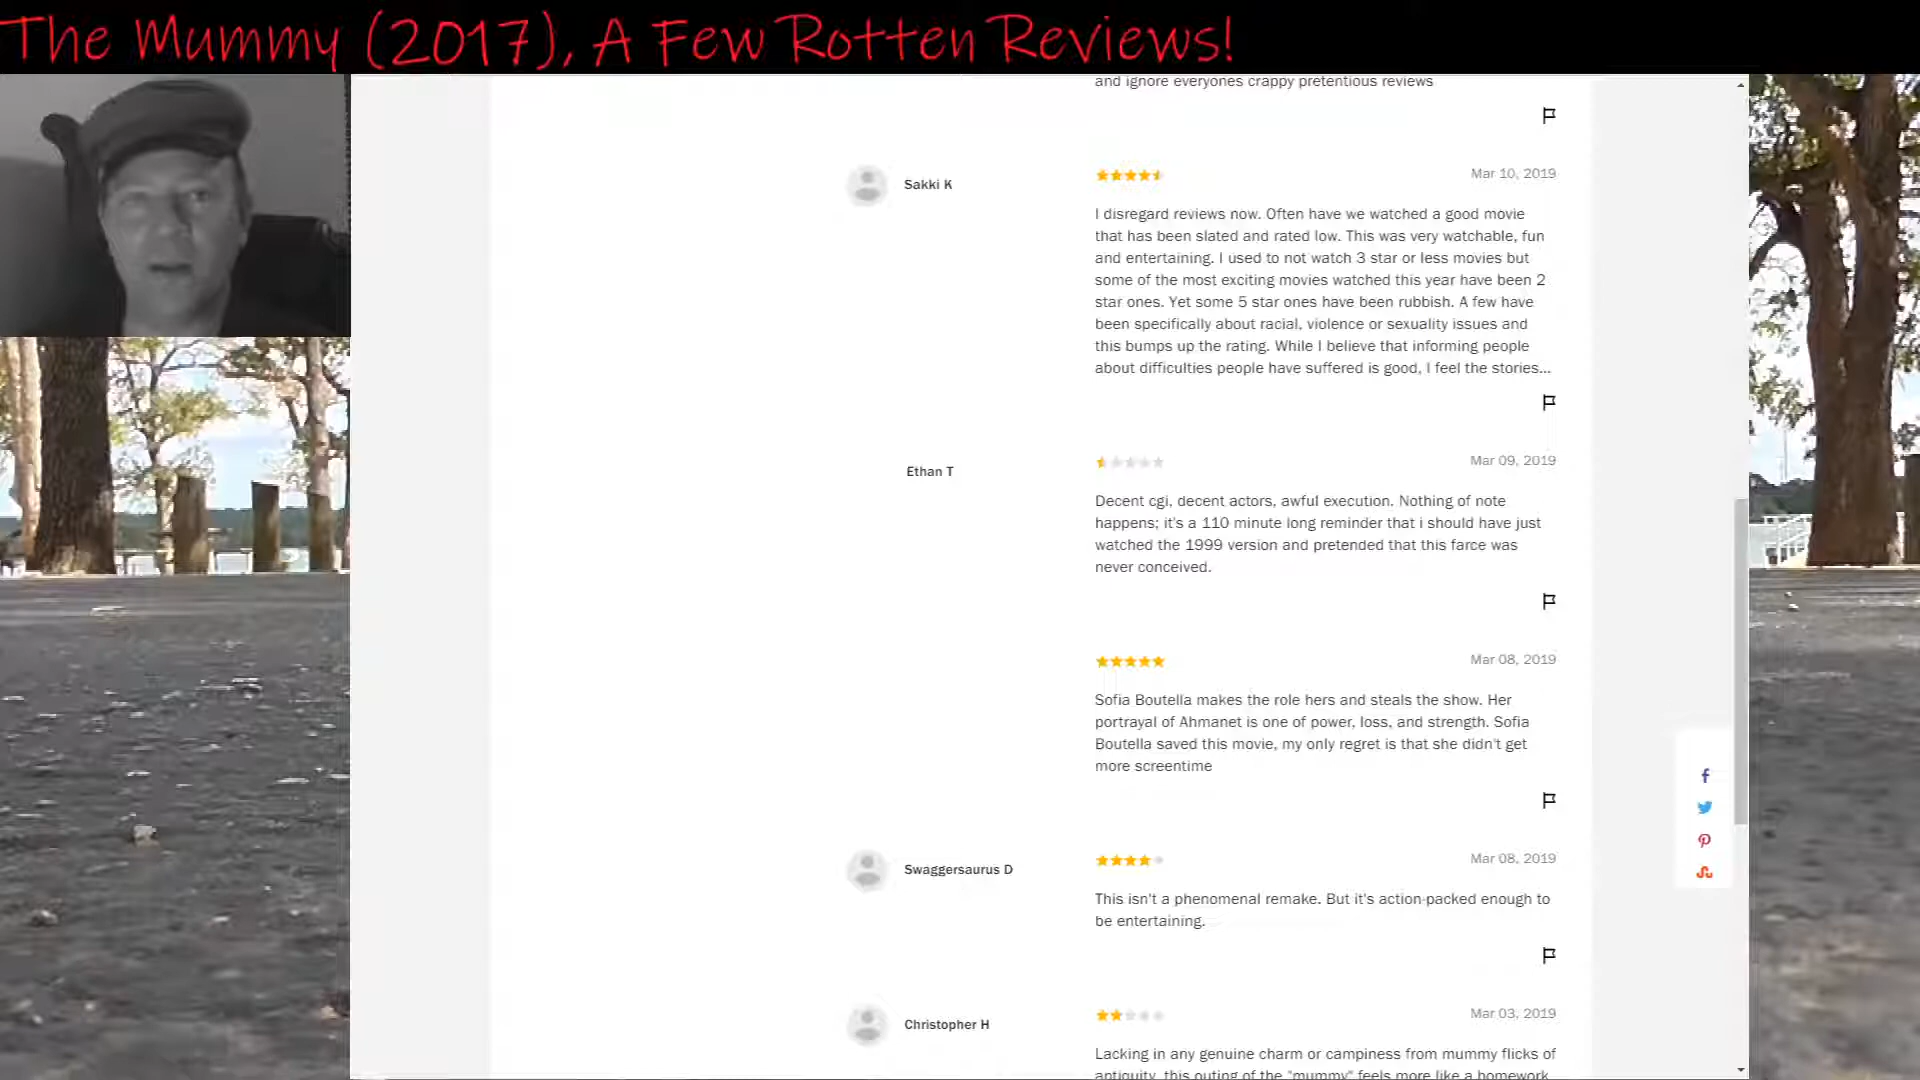 The Mummy (2017), A Few Rotten Reviews!
and ignore everyones crappy pretentious reviews
Sakki K
Mar 10, 2019
I disregard reviews now. Often have we watched a good movie
that has been slated and rated low. This was very watchable, fun
and entertaining. I used to not watch 3 star or less movies but
some of the most exciting movies watched this year have been 2
star ones. Yet some 5 star ones have been rubbish. A few have
been specifically about racial, violence or sexuality issues and
this bumps up the rating. While I believe that informing people
about difficulties people have suffered is good, I feel the stories...
Ethan T
Mar 09, 2019
Decent cgi, decent actors, awful execution. Nothing of note
happens; it's a 110 minute long reminder that i should have just
watched the 1999 version and pretended that this farce was
never conceived.
Mar 08, 2019
Sofia Boutella makes the role hers and steals the show. Her
portrayal of Ahmanet is one of power, loss, and strength. Sofia
Boutella saved this movie, my only regret is that she didn't get
more screentime
Swaggersaurus D
Mar 08, 2019
This isn't a phenomenal remake. But it's action-packed enough to
be entertaining.
Christopher H
Mar 03, 2019
Lacking in any genuine charm or campiness from mummy flicks of
antiquity, this outing of the "mummy" feels more like a homework